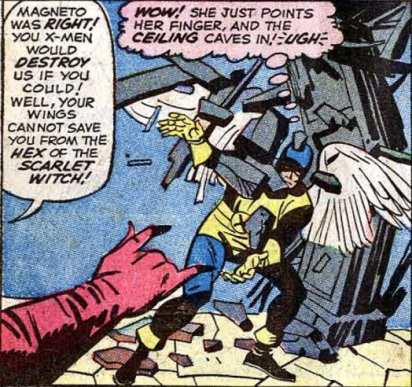 MAGNETO
WAS RIGHT!
YOU X-MEN
WOULD
DESTROY
US IF YOU
COULD!
WELL, YOUR
WINGS
CANNOT SAVE
YOU FROM THE
HEX OF THE
SCARLET
WITCH!
WOW! SHE JUST POINTS
HER FINGER, AND THE
CEILING CAVES IN! -UGH-